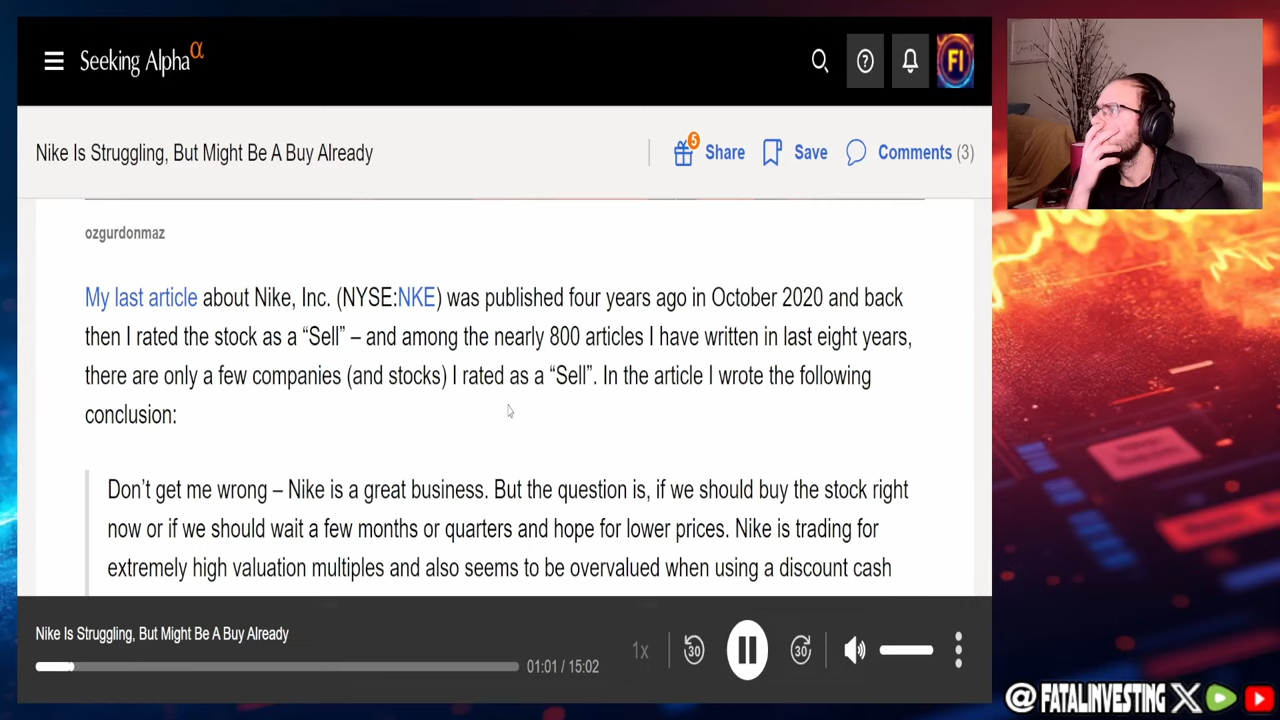 Seeking Alpha α
FI
Nike Is Struggling, But Might Be A Buy Already
5
Share
Save
Comments (3)
ozgurdonmaz
My last article about Nike, Inc. (NYSE:NKE) was published four years ago in October 2020 and back
then I rated the stock as a “Sell” – and among the nearly 800 articles I have written in last eight years,
there are only a few companies (and stocks) I rated as a “Sell”. In the article I wrote the following
conclusion:
Don’t get me wrong – Nike is a great business. But the question is, if we should buy the stock right
now or if we should wait a few months or quarters and hope for lower prices. Nike is trading for
extremely high valuation multiples and also seems to be overvalued when using a discount cash
Nike Is Struggling, But Might Be A Buy Already
01:01 / 15:02
1x
30
30
@FATALINVESTING X